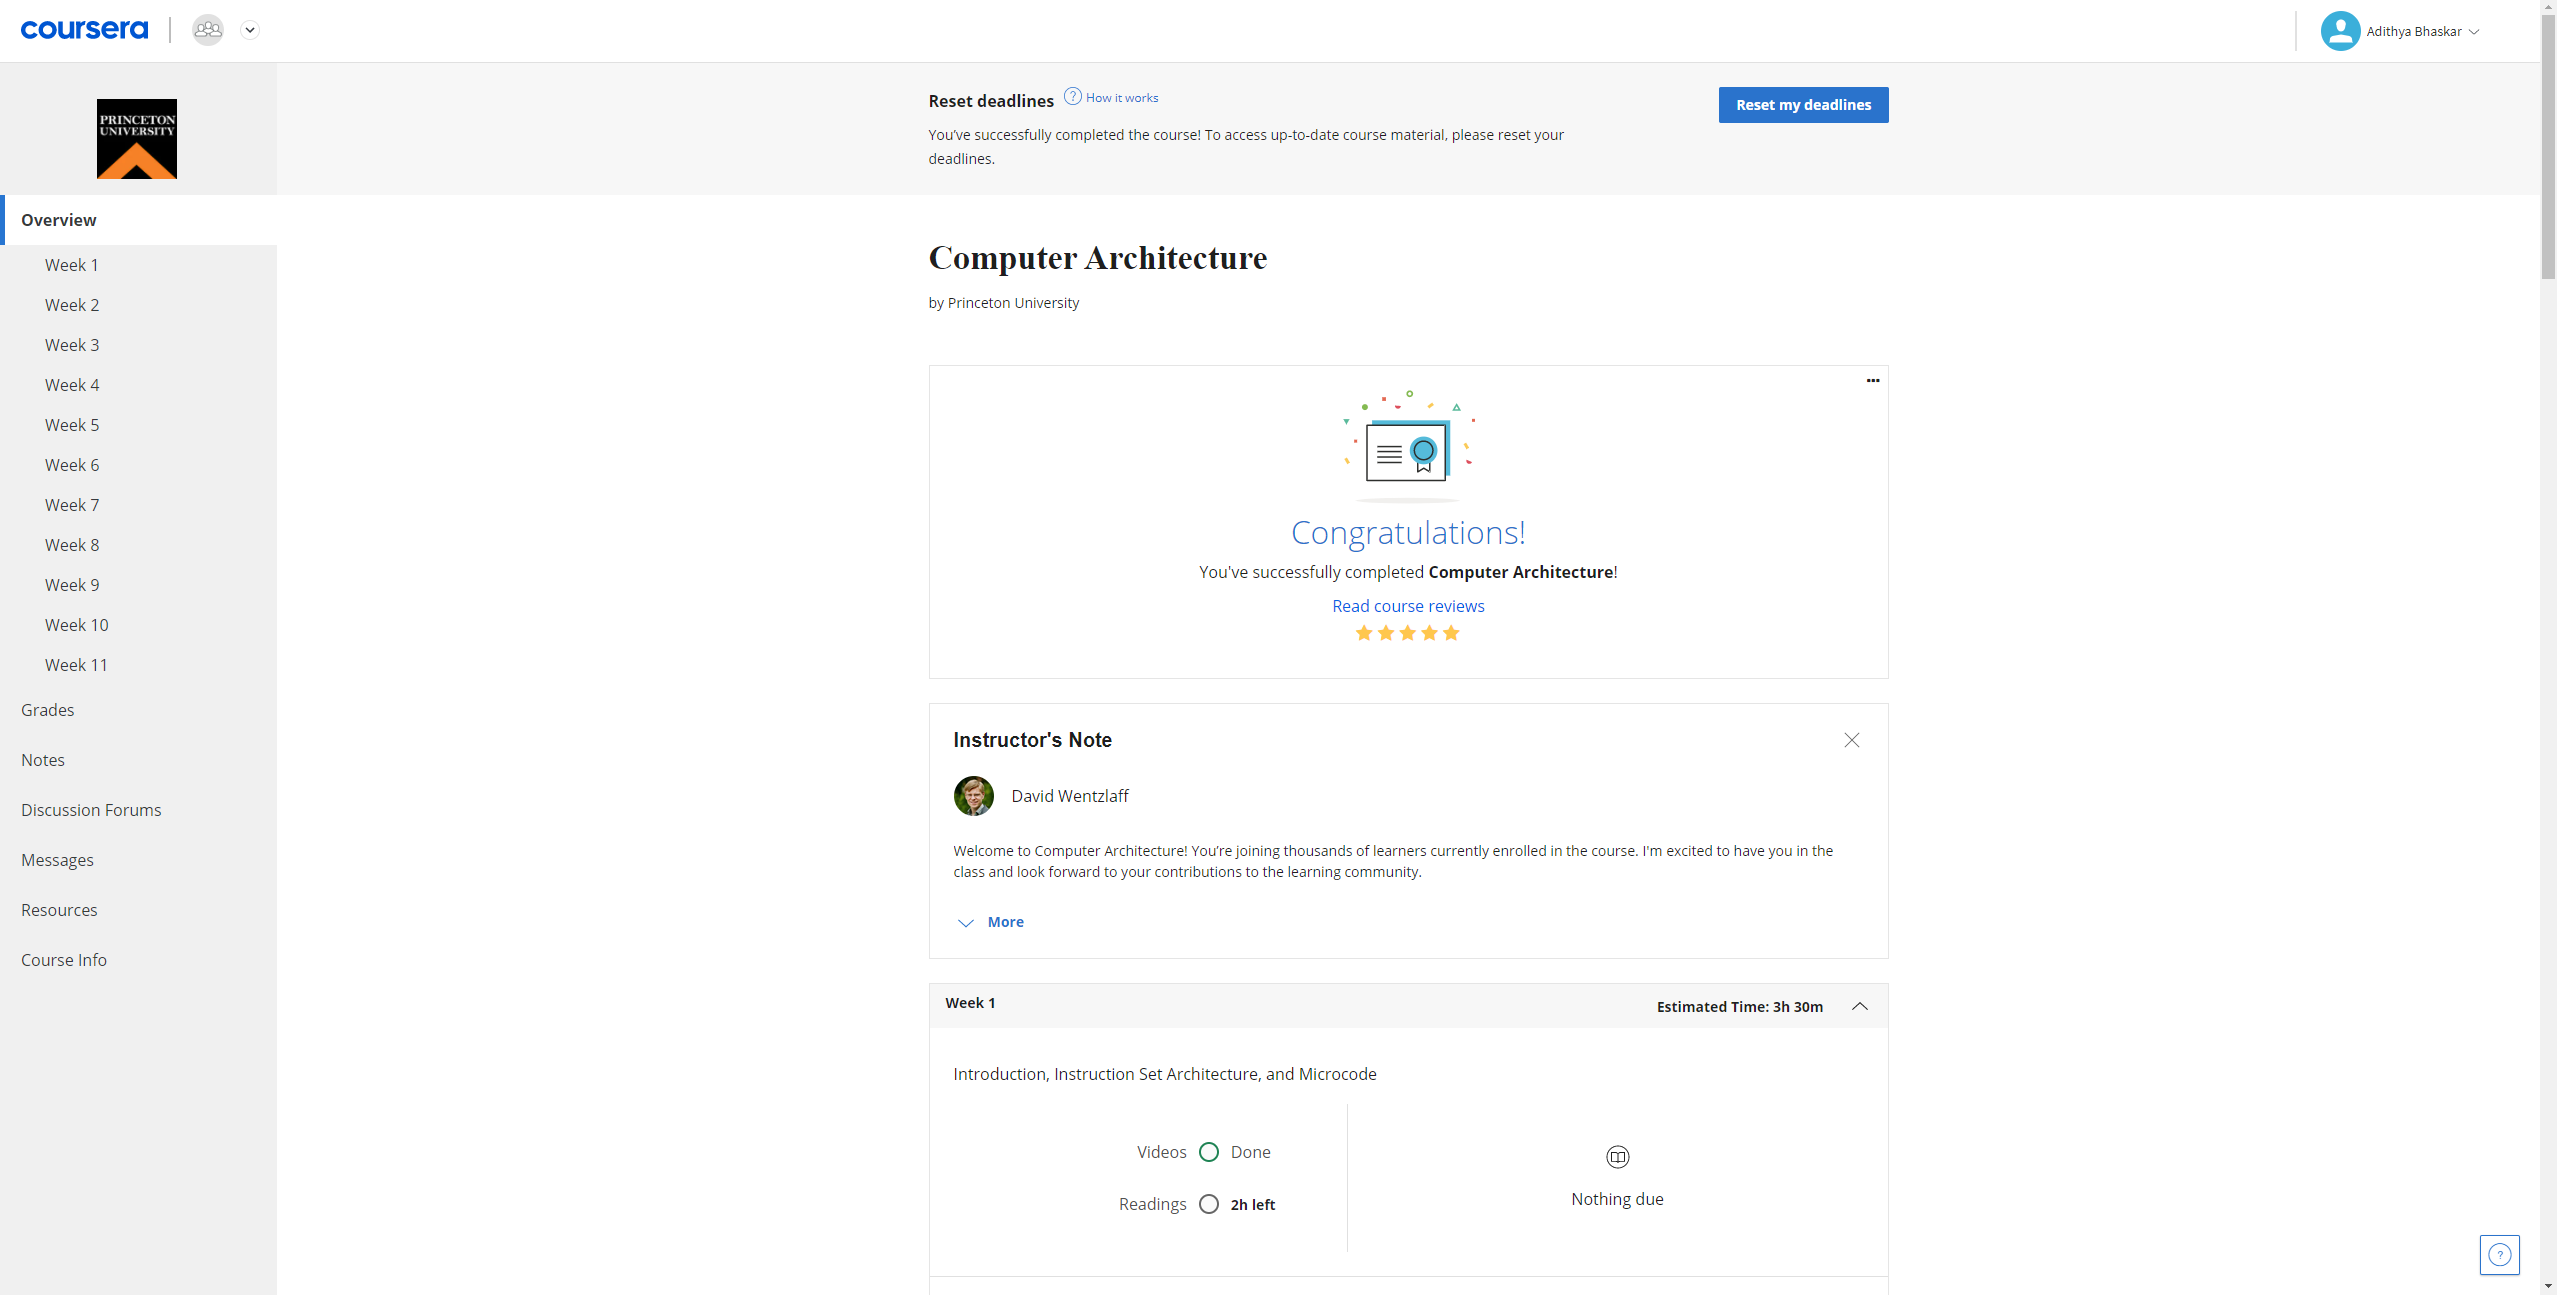 coursera
Adithya Bhaskar
PRINCETON
UNIVERSITY
Reset deadlines
? How it works
Reset my deadlines
You've successfully completed the course! To access up-to-date course material, please reset your
deadlines.
Overview
Week 1
Week 2
Week 3
Week 4
Week 5
Week 6
Week 7
Week 8
Week 9
Week 10
Week 11
Grades
Notes
Discussion Forums
Messages
Resources
Course Info
Computer Architecture
by Princeton University
Congratulations!
You've successfully completed Computer Architecture!
Read course reviews
Instructor's Note
David Wentzlaff
Welcome to Computer Architecture! You're joining thousands of learners currently enrolled in the course. I'm excited to have you in the
class and look forward to your contributions to the learning community.
More
Week 1
Estimated Time: 3h 30m
Introduction, Instruction Set Architecture, and Microcode
Videos Done
Readings 2h left
Nothing due
?